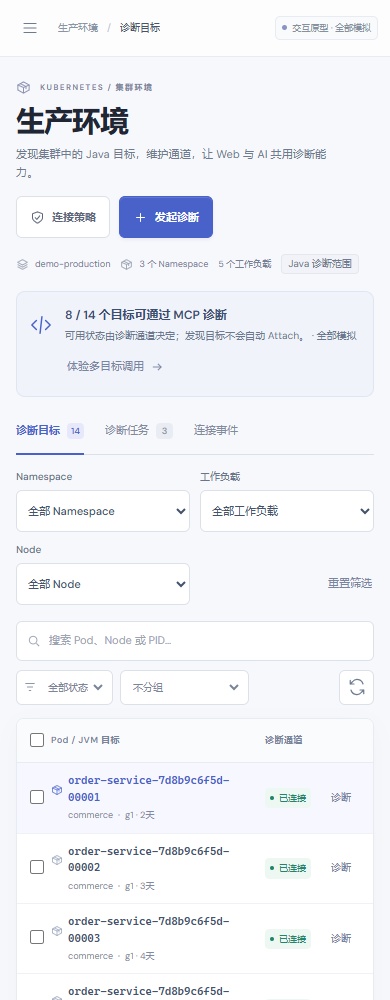 生产环境 / 诊断目标
交互原型 · 全部模拟
KUBERNETES / 集群环境
生产环境
发现集群中的 Java 目标，维护通道，让 Web 与 AI 共用诊断能
力。
连接策略
发起诊断
demo-production 3 个 Namespace 5 个工作负载 Java 诊断范围
8 / 14 个目标可通过 MCP 诊断
可用状态由诊断通道决定；发现目标不会自动 Attach。 · 全部模拟
体验多目标调用 →
诊断目标 14 诊断任务 3 连接事件
Namespace 工作负载
全部 Namespace 全部工作负载
Node
全部 Node 重置筛选
搜索 Pod、Node 或 PID...
全部状态 不分组
Pod / JVM 目标 诊断通道
order-service-7d8b9c6f5d-
00001
commerce · g1 · 2天
已连接 诊断
order-service-7d8b9c6f5d-
00002
commerce · g1 · 3天
已连接 诊断
order-service-7d8b9c6f5d-
00003
commerce · g1 · 4天
已连接 诊断
order-service-7d8b9c6f5d-